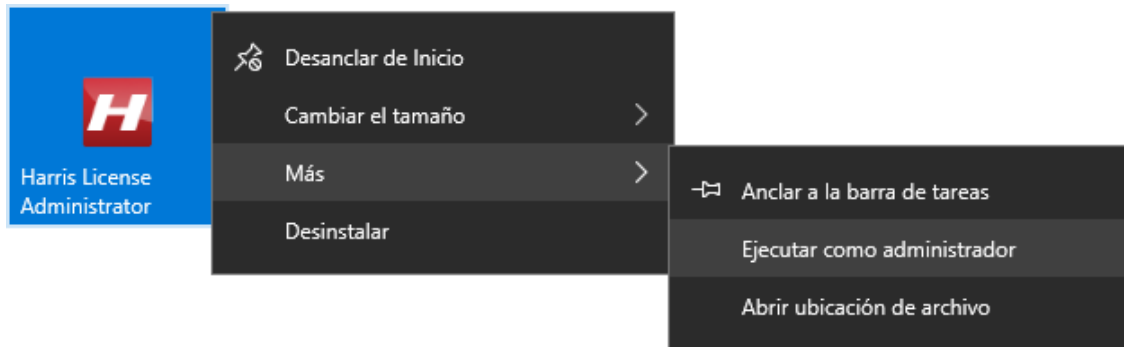 Desanclar de Inicio
Cambiar el tamaño
Harris License
Administrator
Más
Desinstalar
Anclar a la barra de tareas
Ejecutar como administrador
Abrir ubicación de archivo